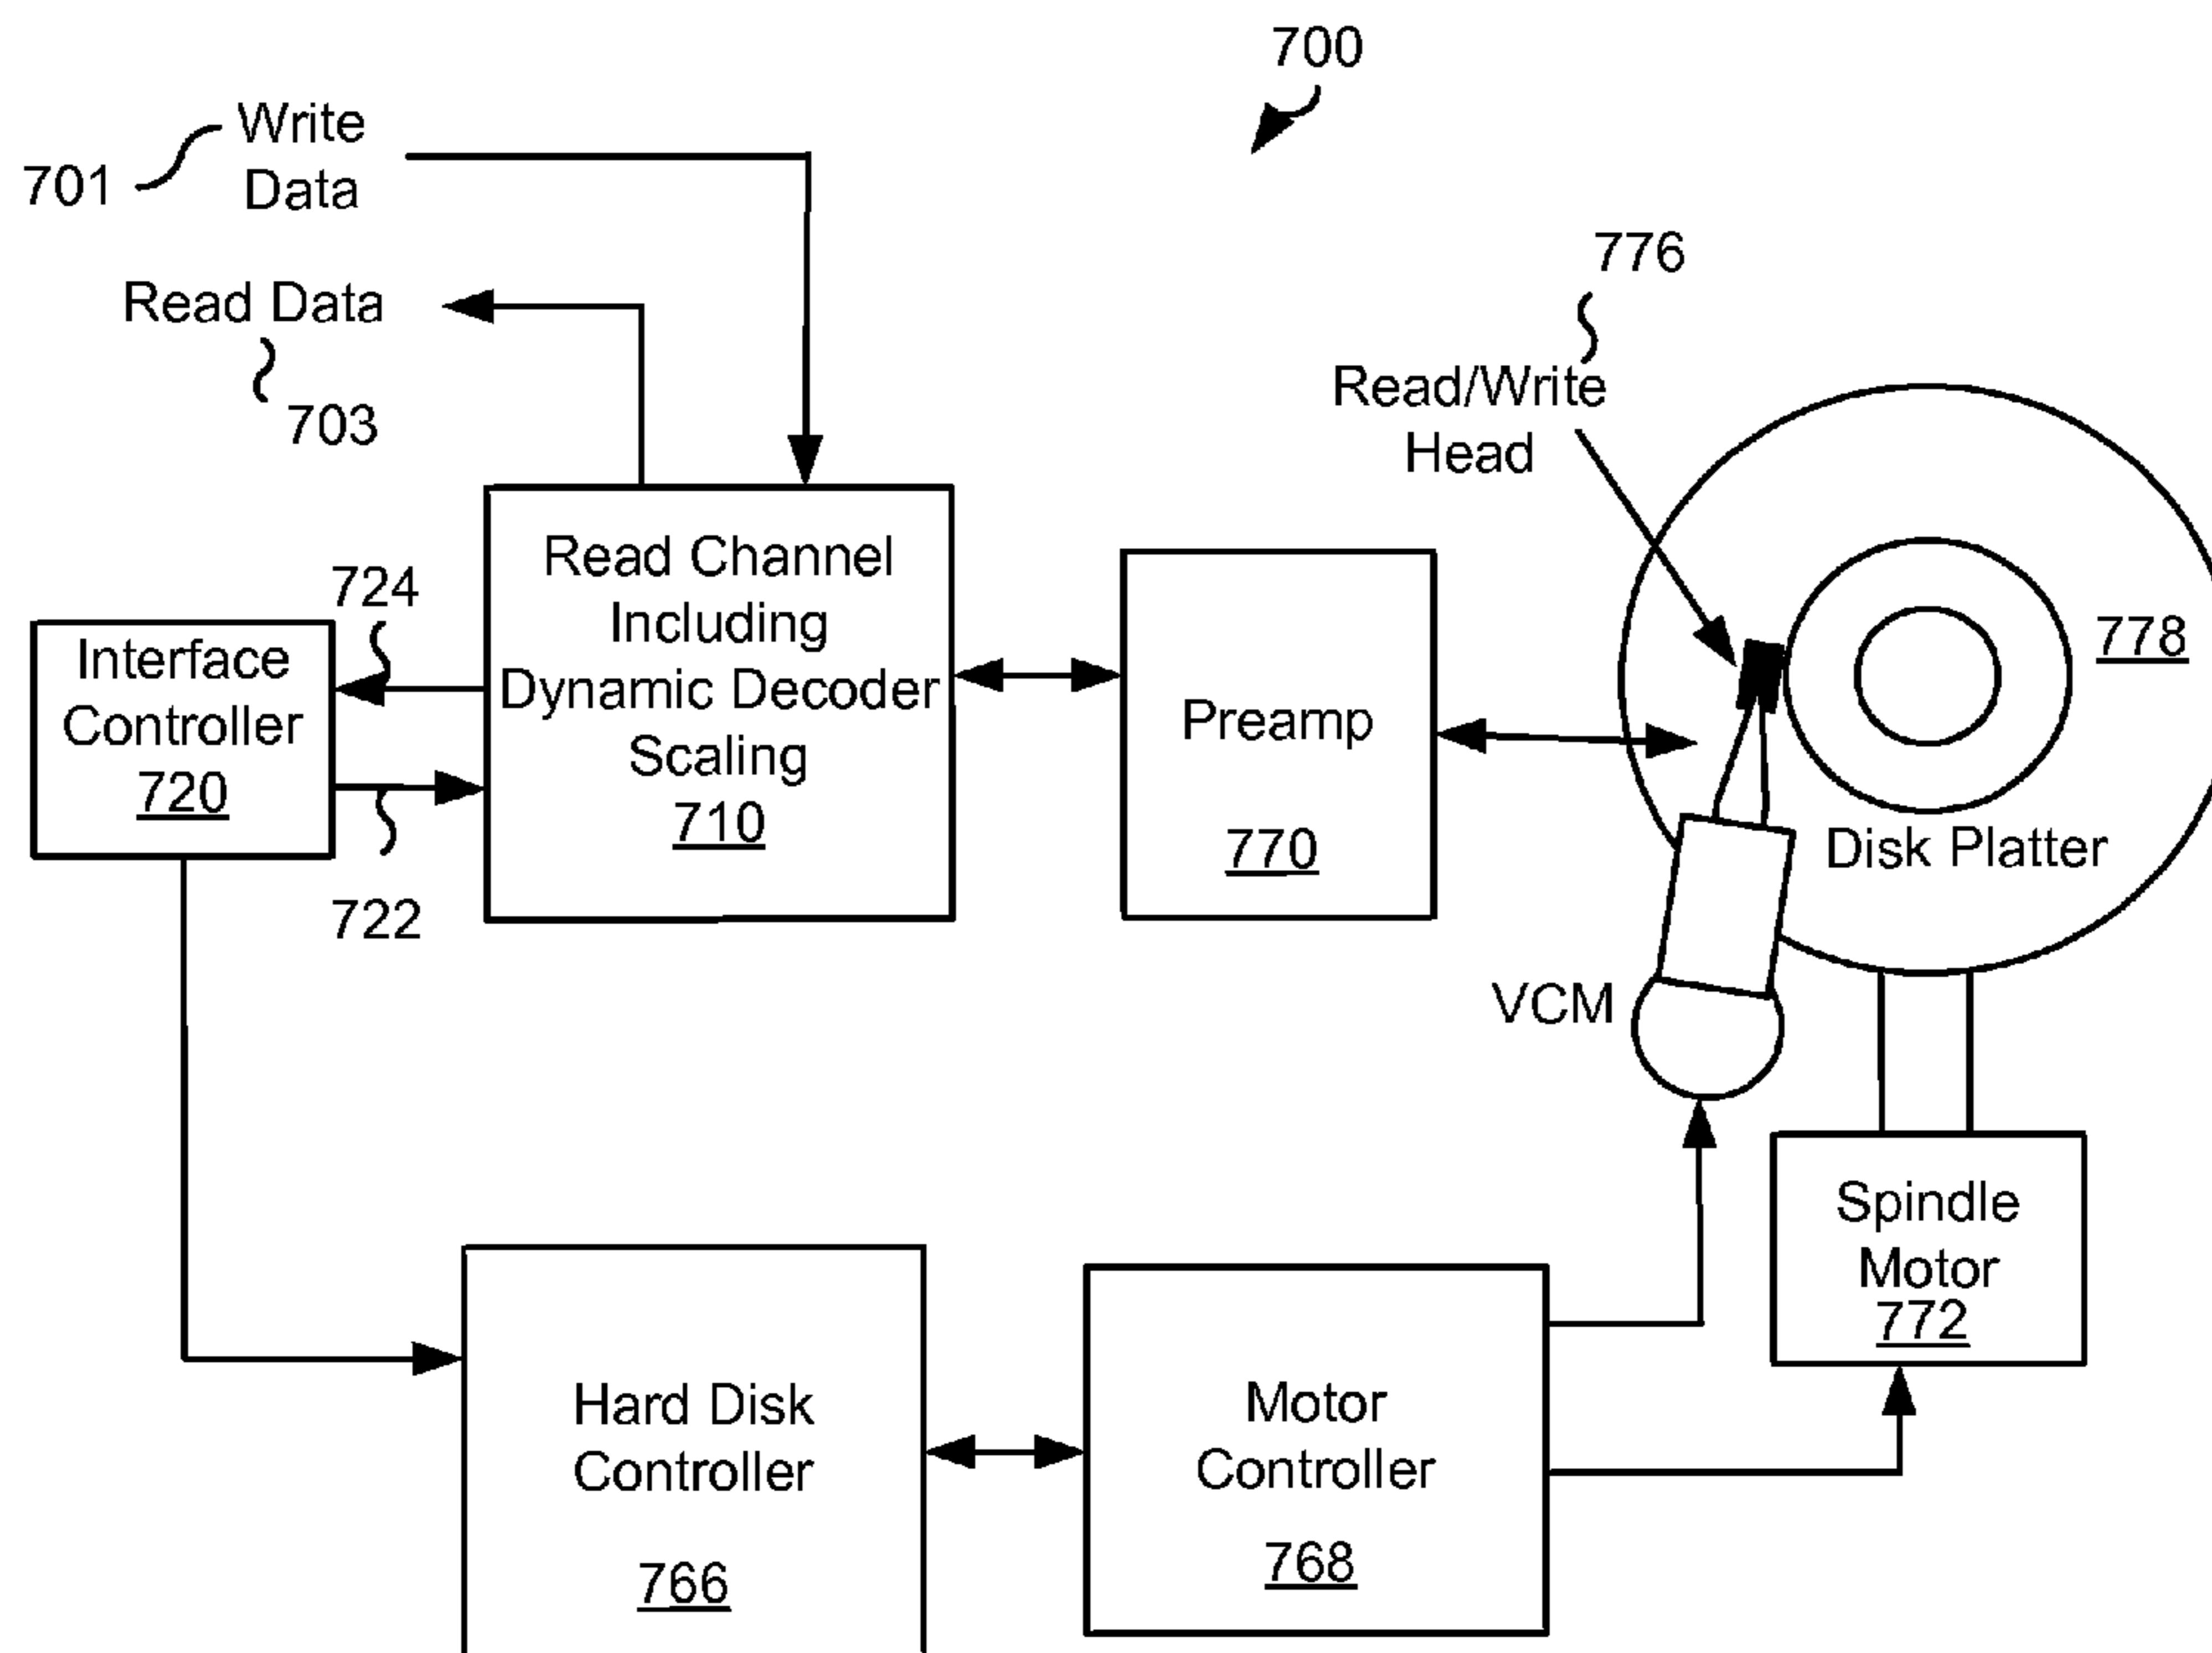 700
Write
Data
701
Read Data
703
776
Read/Write
Head
Read Channel
Including
Dynamic Decoder
Scaling
710
724
Interface
Controller
720
722
Preamp
770
778
Disk Platter
VCM
Spindle
Motor
772
Hard Disk
Controller
766
Motor
Controller
768